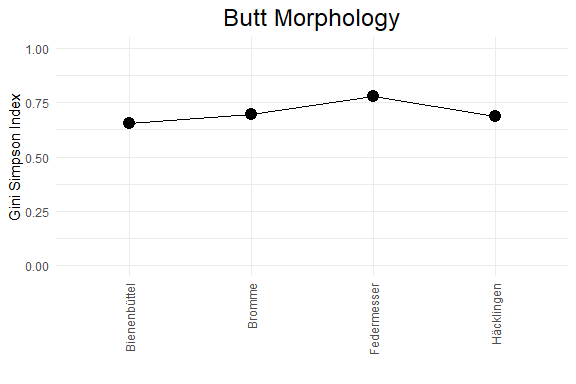 Butt Morphology
Gini Simpson Index
1.00
0.75
0.50
0.25
0.00
Bienenbüttel
Bromme
Federmesser
Häcklingen